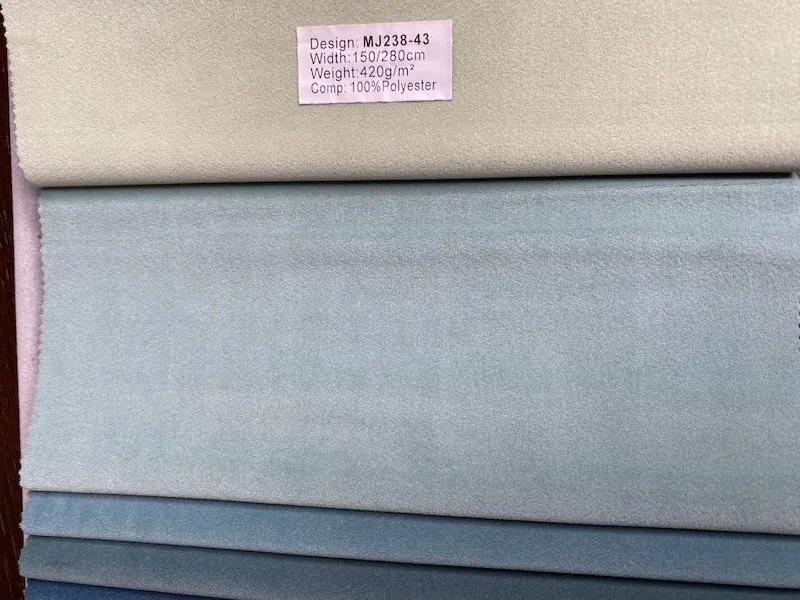 Design: MJ238-43
Width:150/280cm
Weight:420g/m²
Comp: 100%Polyester